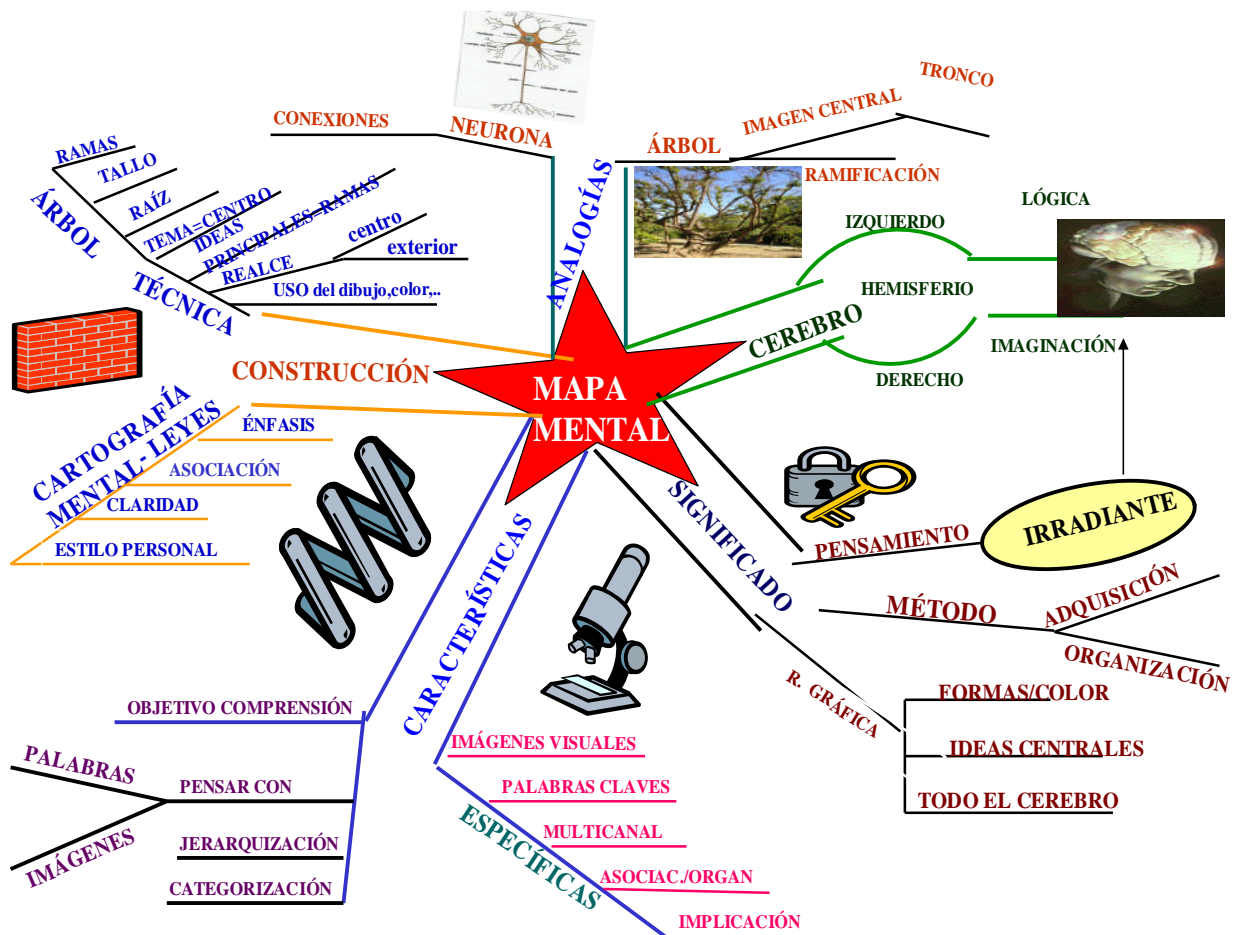 MAPA
MENTAL
ANALOGÍAS
NEURONA
CONEXIONES
ÁRBOL
IMAGEN CENTRAL
TRONCO
RAMIFICACIÓN
CEREBRO
HEMISFERIO
IZQUIERDO
LÓGICA
DERECHO
IMAGINACIÓN
SIGNIFICADO
PENSAMIENTO
IRRADIANTE
MÉTODO
ADQUISICIÓN
ORGANIZACIÓN
R. GRÁFICA
FORMAS/COLOR
IDEAS CENTRALES
TODO EL CEREBRO
CARACTERÍSTICAS
OBJETIVO COMPRENSIÓN
PENSAR CON
PALABRAS
IMÁGENES
JERARQUIZACIÓN
CATEGORIZACIÓN
ESPECÍFICAS
IMÁGENES VISUALES
PALABRAS CLAVES
MULTICANAL
ASOCIAC./ORGAN
IMPLICACIÓN
CONSTRUCCIÓN
TÉCNICA
ÁRBOL
RAMAS
TALLO
RAÍZ
TEMA=CENTRO
IDEAS
PRINCIPALES=RAMAS
REALCE
centro
exterior
USO del dibujo,color,..
CARTOGRAFÍA
MENTAL- LEYES
ÉNFASIS
ASOCIACIÓN
CLARIDAD
ESTILO PERSONAL